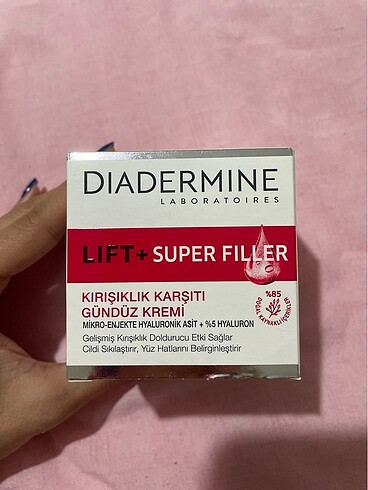 DIADERMINE
LABORATOIRES
LIFT+ SUPER FILLER
%85
DOĞAL KAYNAKLI İÇERİKLER
KIRIŞIKLIK KARŞITI
GÜNDÜZ KREMİ
MİKRO-ENJEKTE HYALURONİK ASİT + %5 HYALURON
Gelişmiş Kırışıklık Doldurucu Etki Sağlar
Cildi Sıkılaştırır, Yüz Hatlarını Belirginleştirir